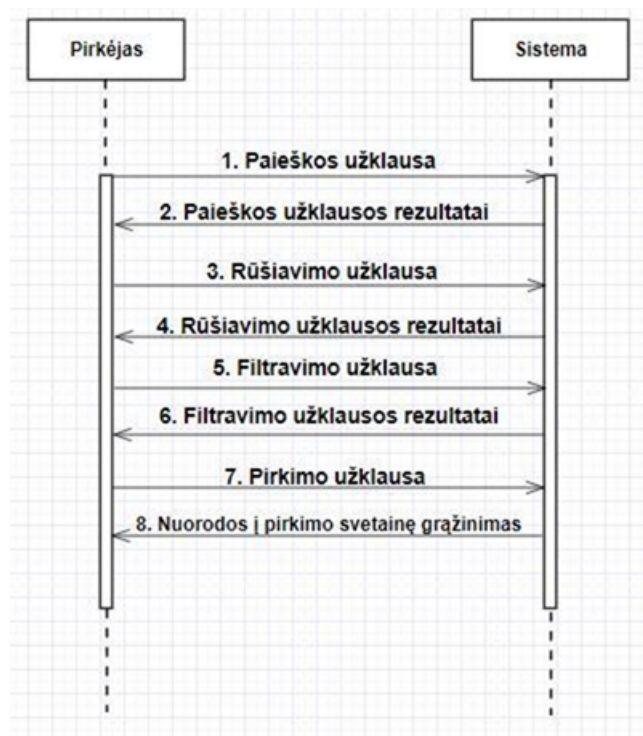 Pirkėjas
Sistema
1. Paieškos užklausa
2. Paieškos užklausos rezultatai
3. Rūšiavimo užklausa
4. Rūšiavimo užklausos rezultatai
5. Filtravimo užklausa
6. Filtravimo užklausos rezultatai
7. Pirkimo užklausa
8. Nuorodos į pirkimo svetainę grąžinimas